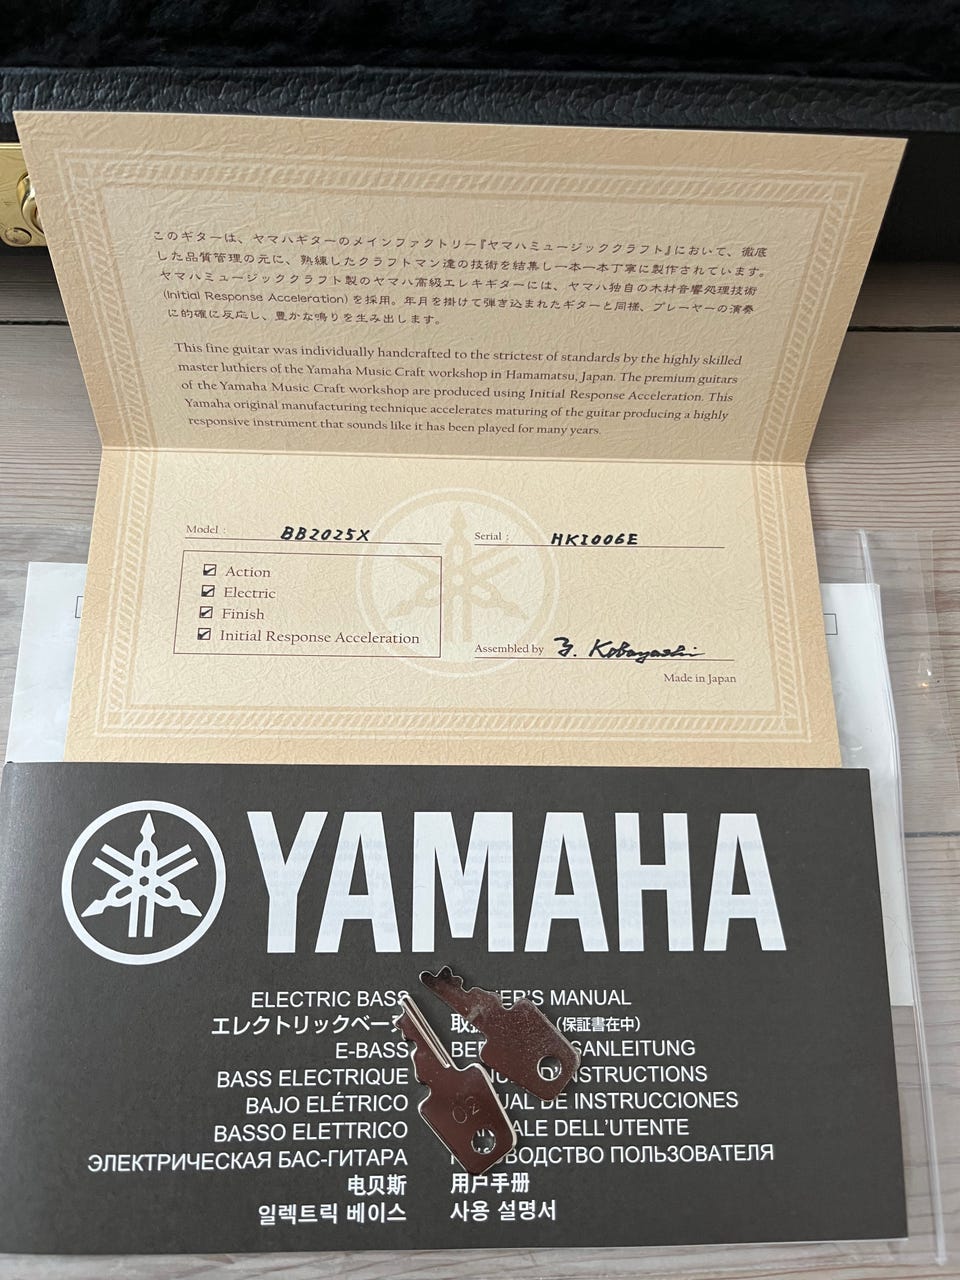 このギターは、ヤマハギターのメインファクトリー『ヤマハミュージッククラフト』において、徹底
した品質管理の元に、熟練したクラフトマン達の技術を結集し一本一本丁寧に製作されています。
ヤマハミュージッククラフト製のヤマハ高級エレキギターには、ヤマハ独自の木材音響処理技術
(Initial Response Acceleration) を採用。年月を掛けて弾き込まれたギターと同様、プレーヤーの演奏
に的確に反応し、豊かな鳴りを生み出します。
This fine guitar was individually handcrafted to the strictest of standards by the highly skilled
master luthiers of the Yamaha Music Craft workshop in Hamamatsu, Japan. The premium guitars
of the Yamaha Music Craft workshop are produced using Initial Response Acceleration. This
Yamaha original manufacturing technique accelerates maturing of the guitar producing a highly
responsive instrument that sounds like it has been played for many years.
Model : BB2025X Serial : HKI006E
Action
Electric
Finish
Initial Response Acceleration
Assembled by Y. Kobayashi
Made in Japan
YAMAHA
ELECTRIC BASS MANUAL
エレクトリックベース (保証書在中)
E-BASS
BASS ELECTRIQUE D'INSTRUCTIONS
BAJO ELÉTRICO DE INSTRUCCIONES
BASSO ELETTRICO DELL'UTENTE
ЭЛЕКТРИЧЕСКАЯ БАС-ГИТАРА ПОЛЬЗОВАТЕЛЯ
电贝斯 用户手册
일렉트릭 베이스 사용 설명서